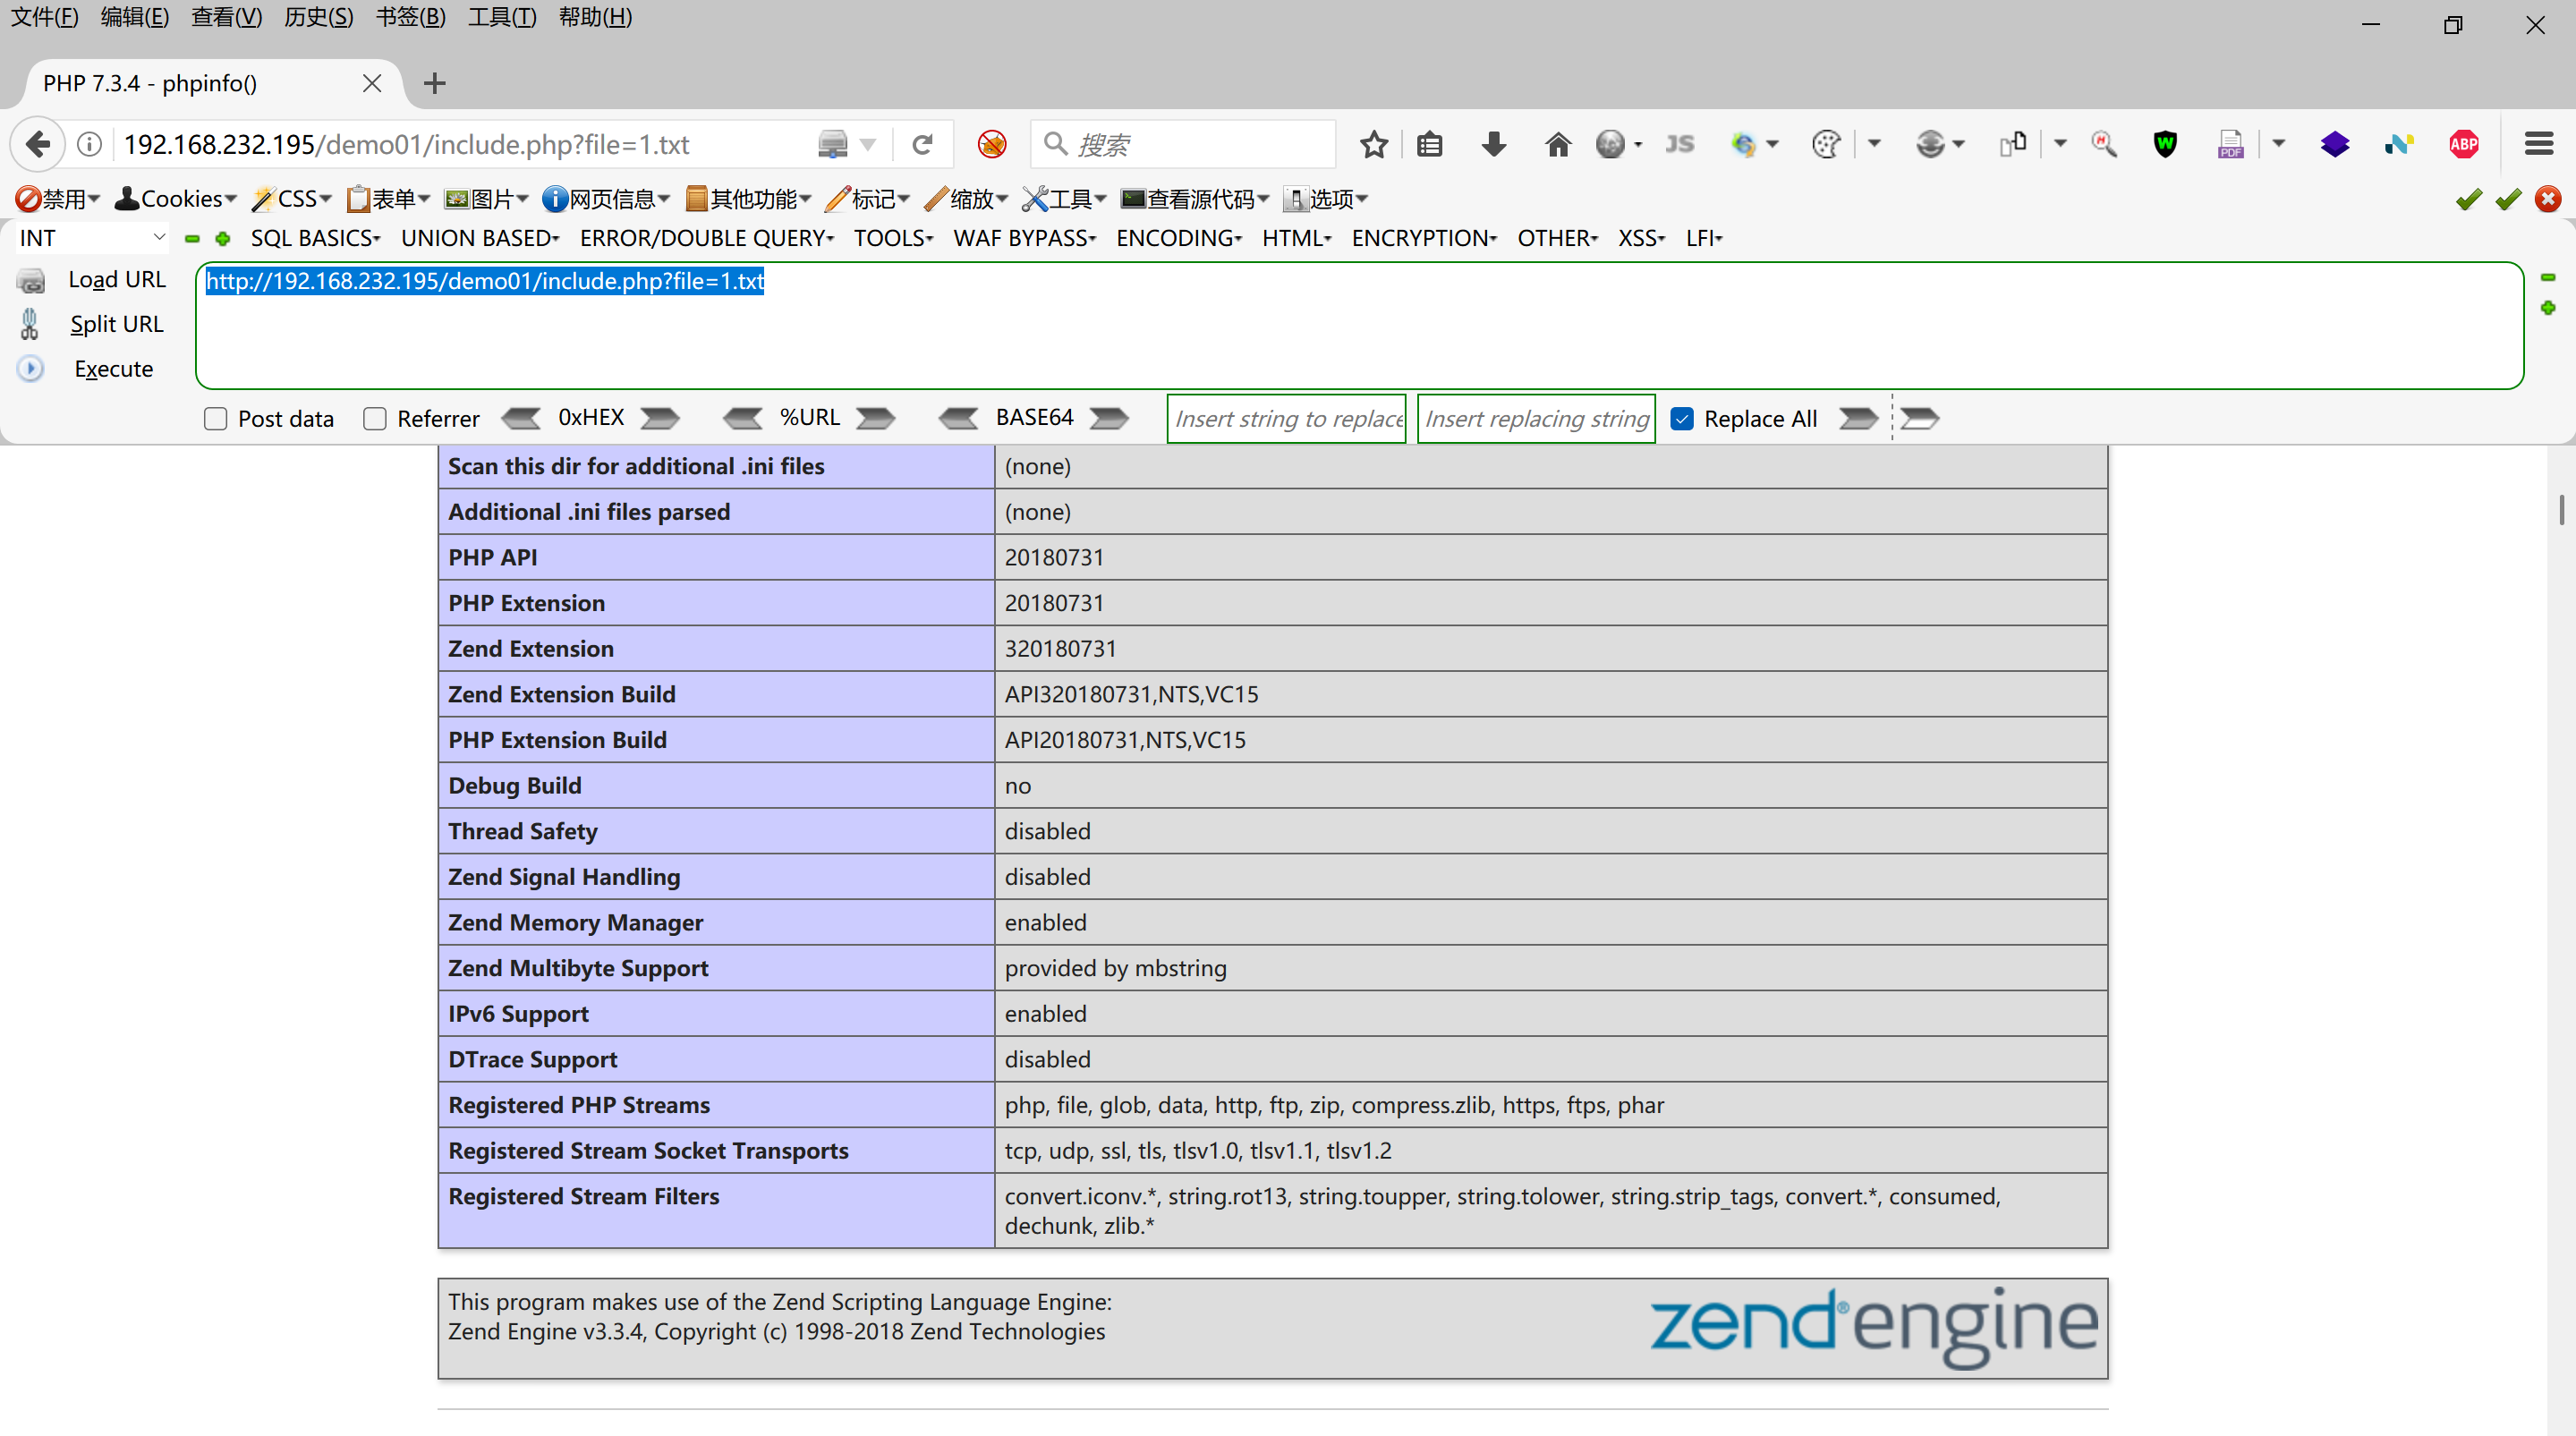 文件(F) 编辑(E) 查看(V) 历史(S) 书签(B) 工具(T) 帮助(H)
PHP 7.3.4 - phpinfo()
192.168.232.195/demo01/include.php?file=1.txt 搜索 JS PDF ABP
禁用 Cookies CSS 表单 图片 网页信息 其他功能 标记 缩放 工具 查看源代码 选项
INT SQL BASICS UNION BASED ERROR/DOUBLE QUERY TOOLS WAF BYPASS ENCODING HTML ENCRYPTION OTHER XSS LFI
Load URL http://192.168.232.195/demo01/include.php?file=1.txt
Split URL
Execute
Post data Referrer 0xHEX %URL BASE64 Insert string to replace Insert replacing string Replace All
Scan this dir for additional .ini files (none)
Additional .ini files parsed (none)
PHP API 20180731
PHP Extension 20180731
Zend Extension 320180731
Zend Extension Build API320180731,NTS,VC15
PHP Extension Build API20180731,NTS,VC15
Debug Build no
Thread Safety disabled
Zend Signal Handling disabled
Zend Memory Manager enabled
Zend Multibyte Support provided by mbstring
IPv6 Support enabled
DTrace Support disabled
Registered PHP Streams php, file, glob, data, http, ftp, zip, compress.zlib, https, ftps, phar
Registered Stream Socket Transports tcp, udp, ssl, tls, tlsv1.0, tlsv1.1, tlsv1.2
Registered Stream Filters convert.iconv.*, string.rot13, string.toupper, string.tolower, string.strip_tags, convert.*, consumed,
dechunk, zlib.*
This program makes use of the Zend Scripting Language Engine:
Zend Engine v3.3.4, Copyright (c) 1998-2018 Zend Technologies
zend® engine